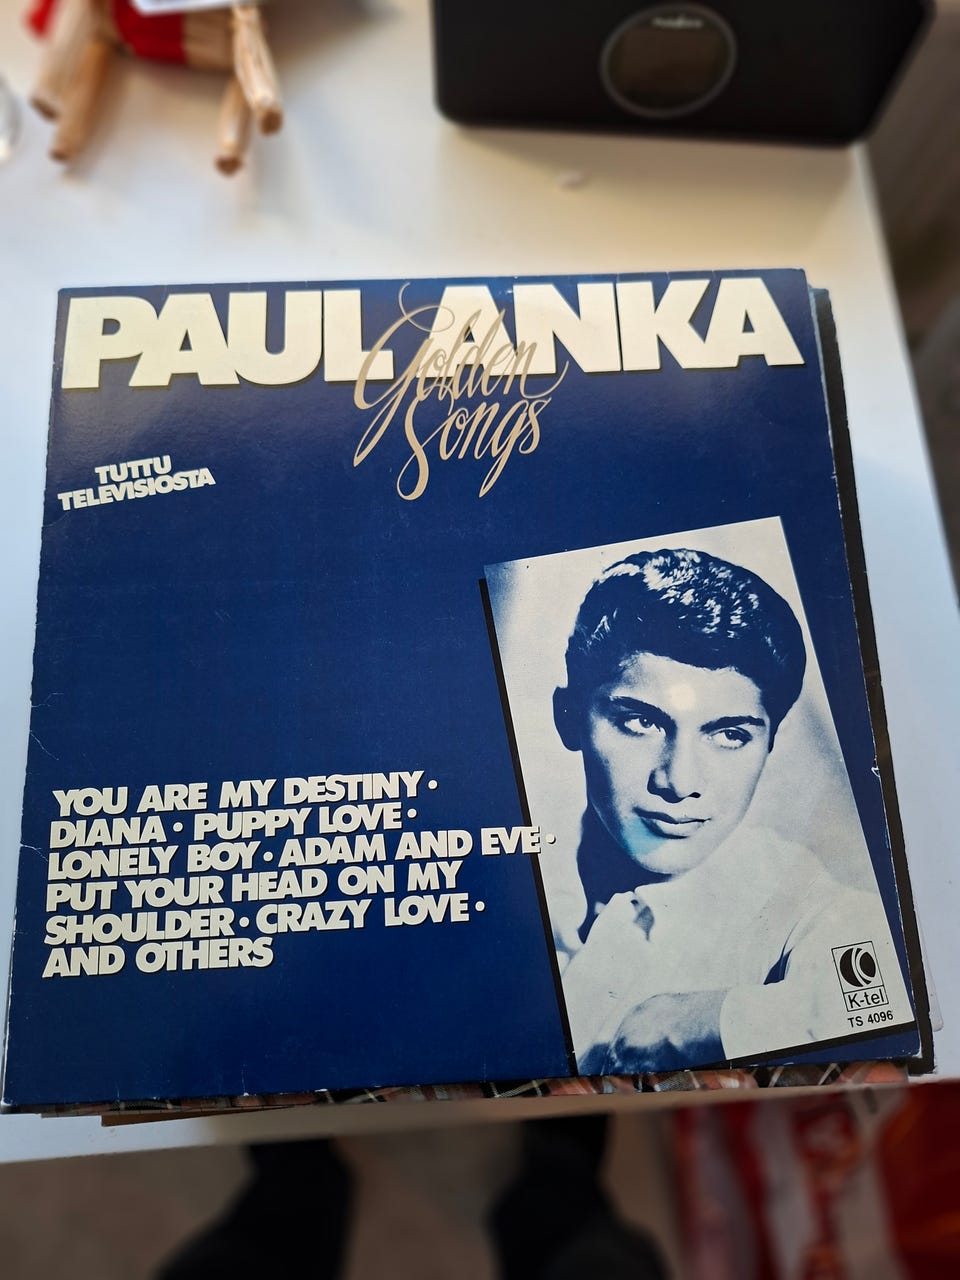 PAUL ANKA
Golden
Songs
TUTTU
TELEVISIOSTA
YOU ARE MY DESTINY •
DIANA • PUPPY LOVE •
LONELY BOY • ADAM AND EVE •
PUT YOUR HEAD ON MY
SHOULDER • CRAZY LOVE •
AND OTHERS
K-tel
TS 4096